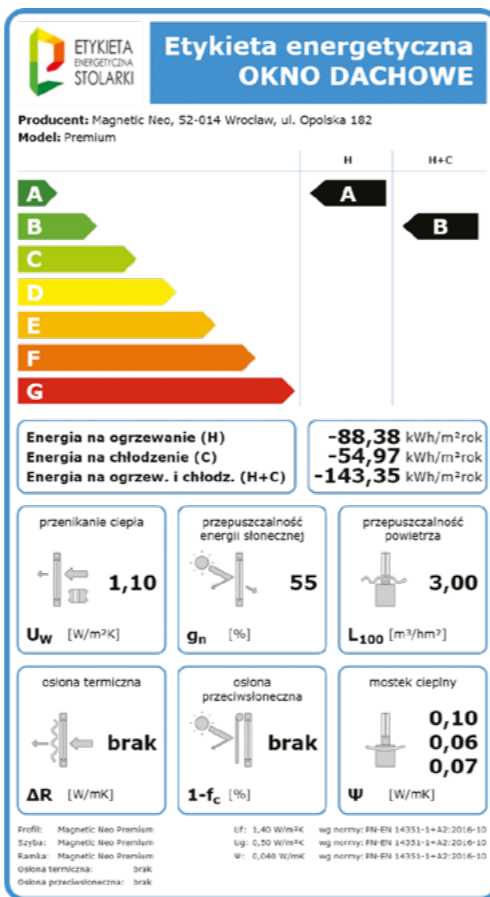 ETYKIETA
ENERGETYCZNA
STOLARKI
Etykieta energetyczna
OKNO DACHOWE
Producent: Magnetic Neo, 52-014 Wrocław, ul. Opolska 182
Model: Premium
H H+C
A A
B B
C
D
E
F
G
Energia na ogrzewanie (H) -88,38 kWh/m²rok
Energia na chłodzenie (C) -54,97 kWh/m²rok
Energia na ogrzew. i chłodz. (H+C) -143,35 kWh/m²rok
przenikanie ciepła
1,10
Uw [W/m²K]
przepuszczalność
energii słonecznej
55
gn [%]
przepuszczalność
powietrza
3,00
L100 [m³/hm²]
osłona termiczna
brak
ΔR [W/mK]
osłona
przeciwsłoneczna
brak
1-fc [%]
mostek cieplny
0,10
0,06
0,07
Ψ [W/mK]
Profil: Magnetic Neo Premium Uf: 1,40 W/m²K wg normy: PN-EN 14351-1+A2:2016-10
Szyba: Magnetic Neo Premium Ug: 0,50 W/m²K wg normy: PN-EN 14351-1+A2:2016-10
Ramka: Magnetic Neo Premium Ψ: 0,040 W/mK wg normy: PN-EN 14351-1+A2:2016-10
Osłona termiczna: brak
Osłona przeciwsłoneczna: brak